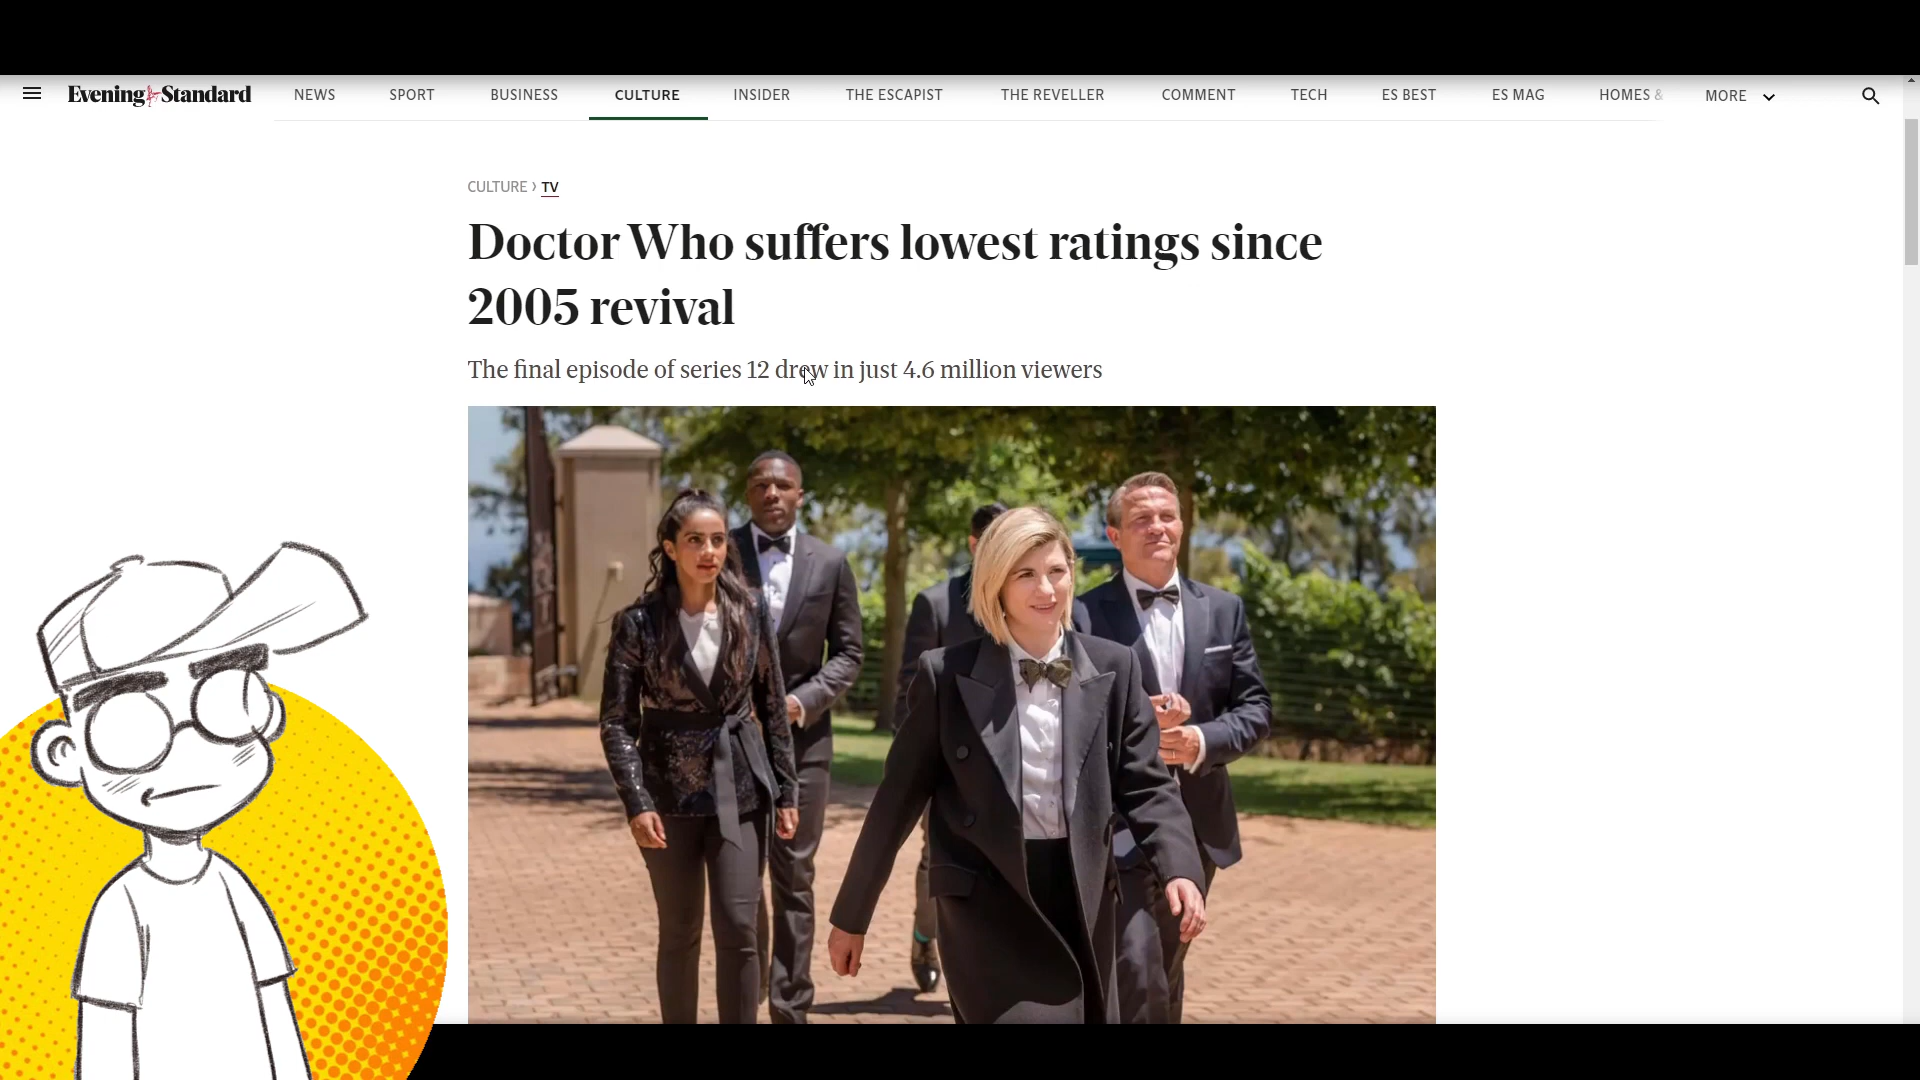 Evening Standard
NEWS SPORT BUSINESS CULTURE INSIDER THE ESCAPIST THE REVELLER COMMENT TECH ES BEST ES MAG HOMES & MORE
CULTURE › TV
Doctor Who suffers lowest ratings since
2005 revival
The final episode of series 12 drew in just 4.6 million viewers